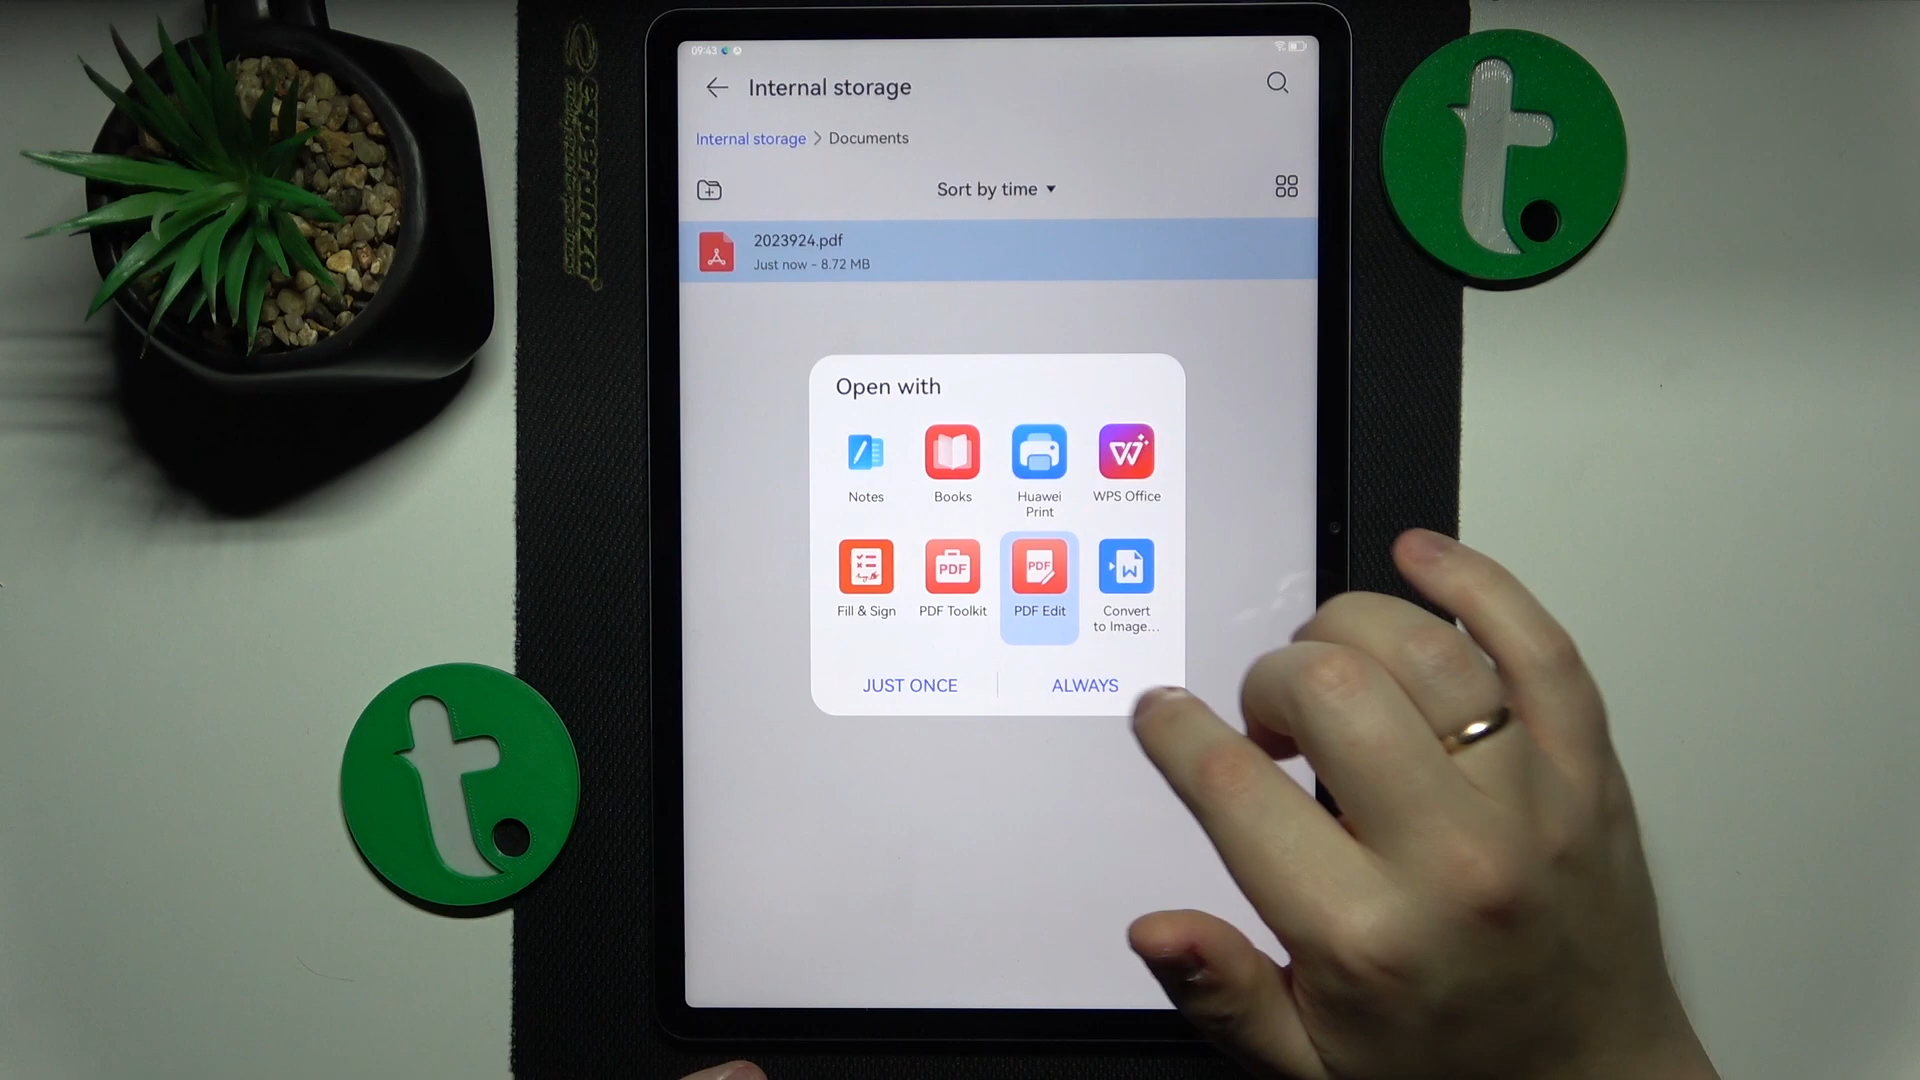 09:43
Internal storage
Internal storage > Documents
Sort by time
2023924.pdf
Just now - 8.72 MB
Open with
Notes
Books
Huawei
Print
WPS Office
Fill & Sign
PDF
PDF Toolkit
PDF
PDF Edit
Convert
to Image...
JUST ONCE
ALWAYS
esperanza
t.
t.